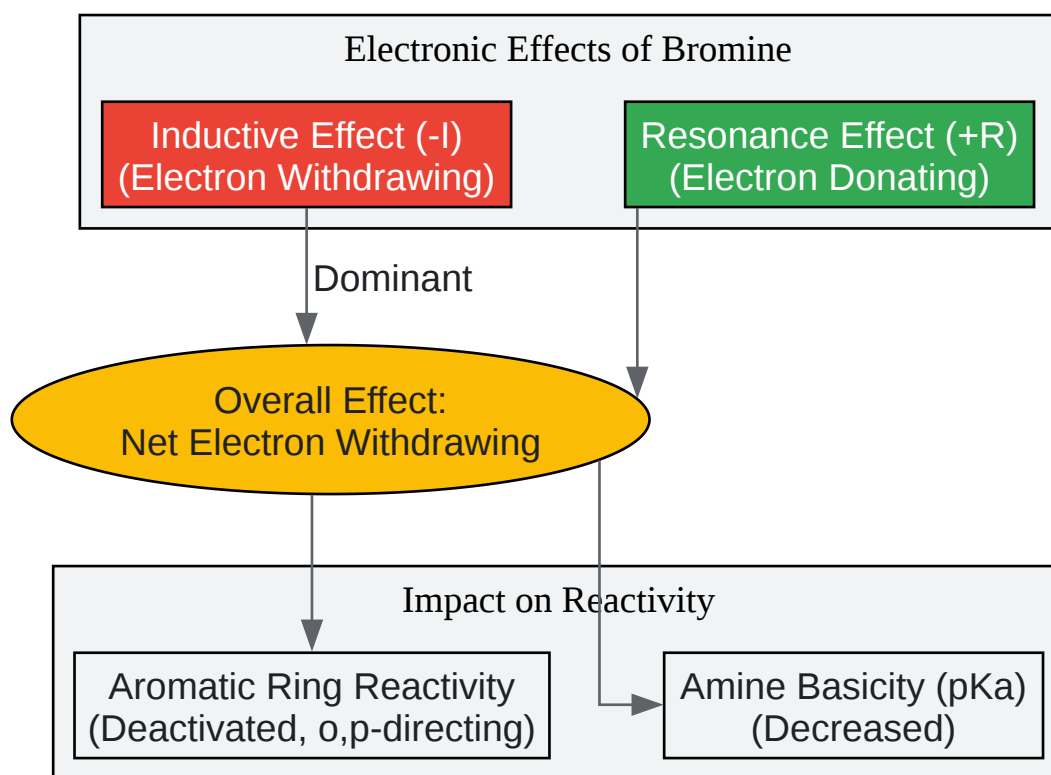 Electronic Effects of Bromine
Inductive Effect (-I)
(Electron Withdrawing)
Resonance Effect (+R)
(Electron Donating)
Dominant
Overall Effect:
Net Electron Withdrawing
Impact on Reactivity
Aromatic Ring Reactivity
(Deactivated, o,p-directing)
Amine Basicity (pKa)
(Decreased)